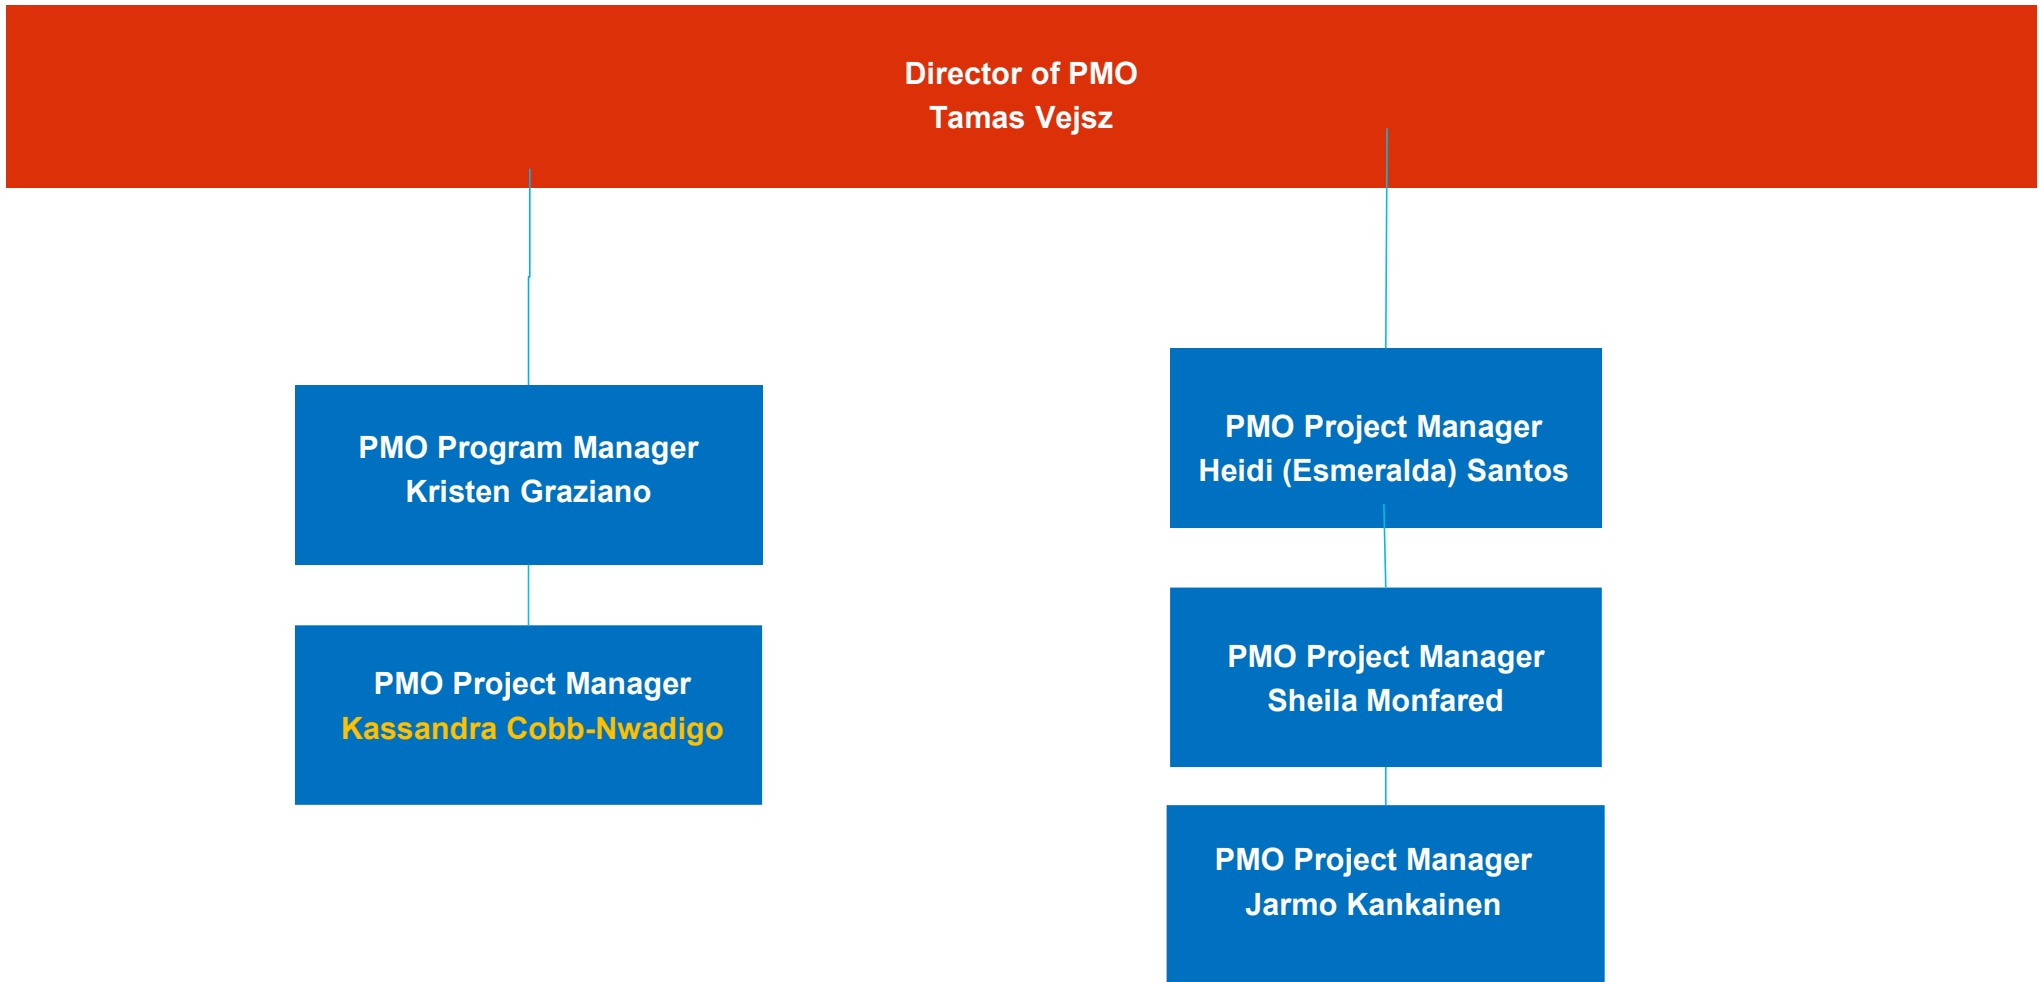 Director of PMO
Tamas Vejsz
PMO Program Manager
Kristen Graziano
PMO Project Manager
Kassandra Cobb-Nwadigo
PMO Project Manager
Heidi (Esmeralda) Santos
PMO Project Manager
Sheila Monfared
PMO Project Manager
Jarmo Kankainen